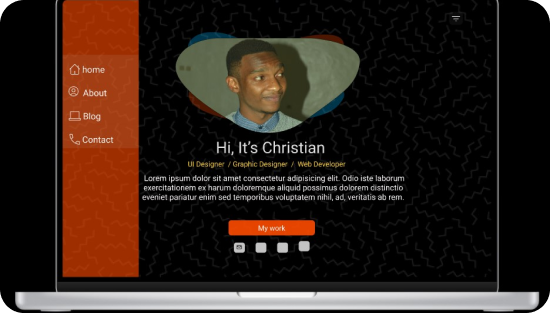 home
About
Blog
Contact
Hi, It's Christian
UI Designer / Graphic Designer / Web Developer
Lorem ipsum dolor sit amet consectetur adipisicing elit. Odio iste laborum
exercitationem ex harum doloremque aliquid possimus dolorem distinctio
eveniet pariatur enim sed temporibus voluptatem nihil, ad, veritatis ab rem.
My work